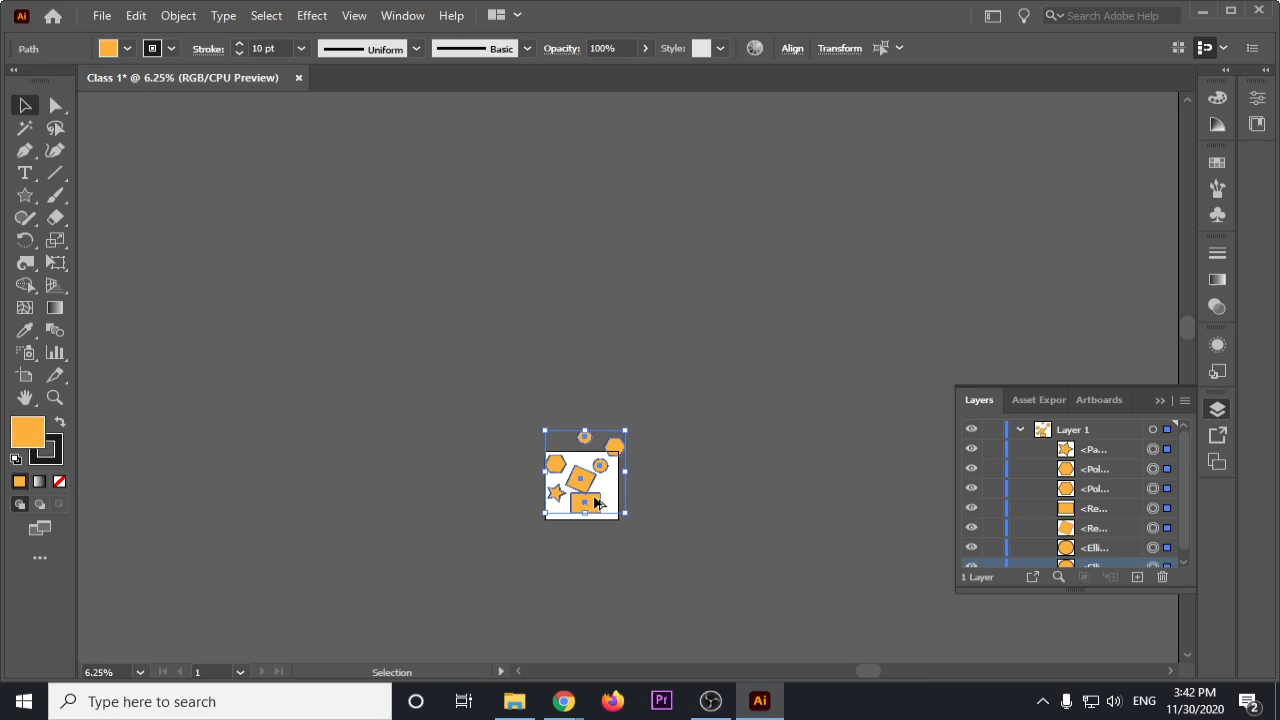 Ai File Edit Object Type Select Effect View Window Help Search Adobe Help
Path Stroke: 10 pt Uniform Basic Opacity: 100% Style: Align Transform
Class 1* @ 6.25% (RGB/CPU Preview)
Layers Asset Expor Artboards
Layer 1
<Pa...
<Pol...
<Pol...
<Re...
<Re...
<Elli...
<Elli...
1 Layer
6.25% 1 Selection
Type here to search Pr Ai ENG 3:42 PM
11/30/2020 2